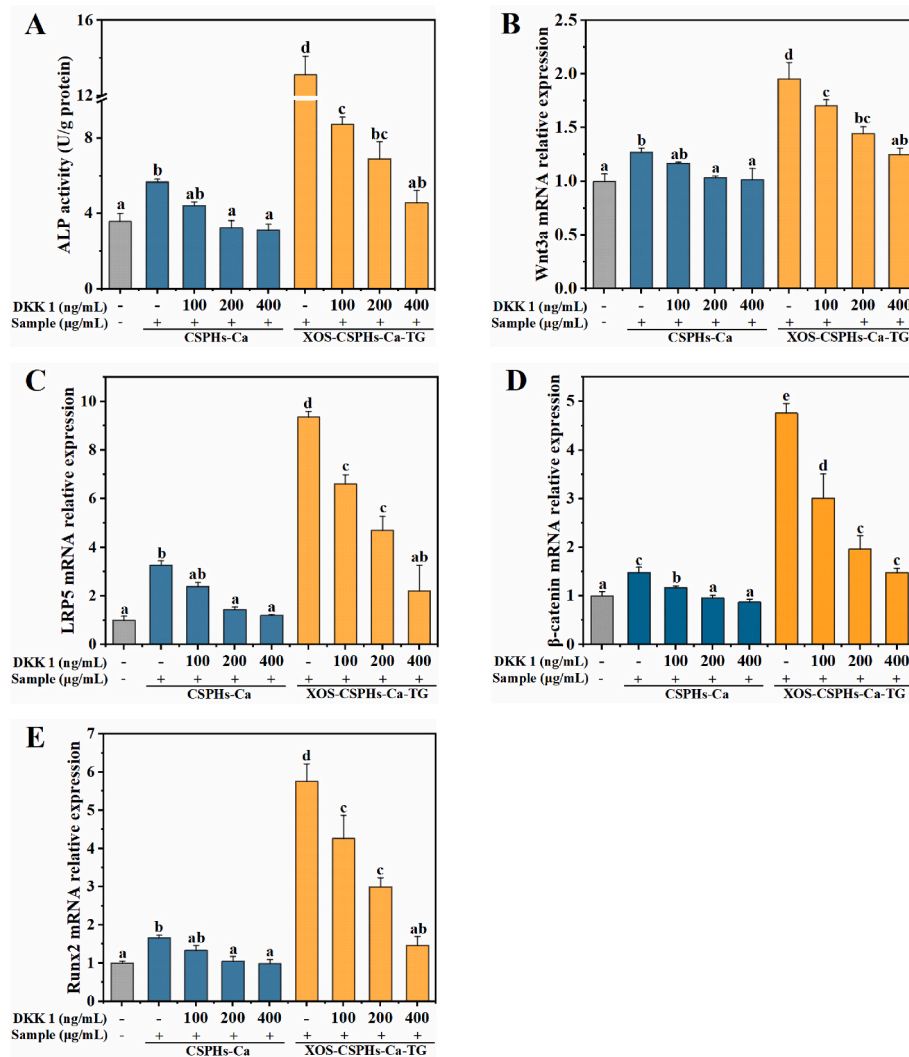 A
ALP activity (U/g protein)
16
12
8
4
0
a
b
ab
a
a
d
c
bc
ab
DKK 1 (ng/mL) - - 100 200 400 - 100 200 400
Sample (μg/mL) - + + + + + + + +
CSPHs-Ca XOS-CSPHs-Ca-TG
B
Wnt3a mRNA relative expression
2.5
2.0
1.5
1.0
0.5
0.0
a
b
ab
a
a
d
c
bc
ab
DKK 1 (ng/mL) - - 100 200 400 - 100 200 400
Sample (μg/mL) - + + + + + + + +
CSPHs-Ca XOS-CSPHs-Ca-TG
C
LRP5 mRNA relative expression
10
8
6
4
2
0
a
b
ab
a
a
d
c
c
ab
DKK 1 (ng/mL) - - 100 200 400 - 100 200 400
Sample (μg/mL) - + + + + + + + +
CSPHs-Ca XOS-CSPHs-Ca-TG
D
β-catenin mRNA relative expression
5
4
3
2
1
0
a
c
b
a
a
e
d
c
c
DKK 1 (ng/mL) - - 100 200 400 - 100 200 400
Sample (μg/mL) - + + + + + + + +
CSPHs-Ca XOS-CSPHs-Ca-TG
E
Runx2 mRNA relative expression
7
6
5
4
3
2
1
0
a
b
ab
a
a
d
c
c
ab
DKK 1 (ng/mL) - - 100 200 400 - 100 200 400
Sample (μg/mL) - + + + + + + + +
CSPHs-Ca XOS-CSPHs-Ca-TG